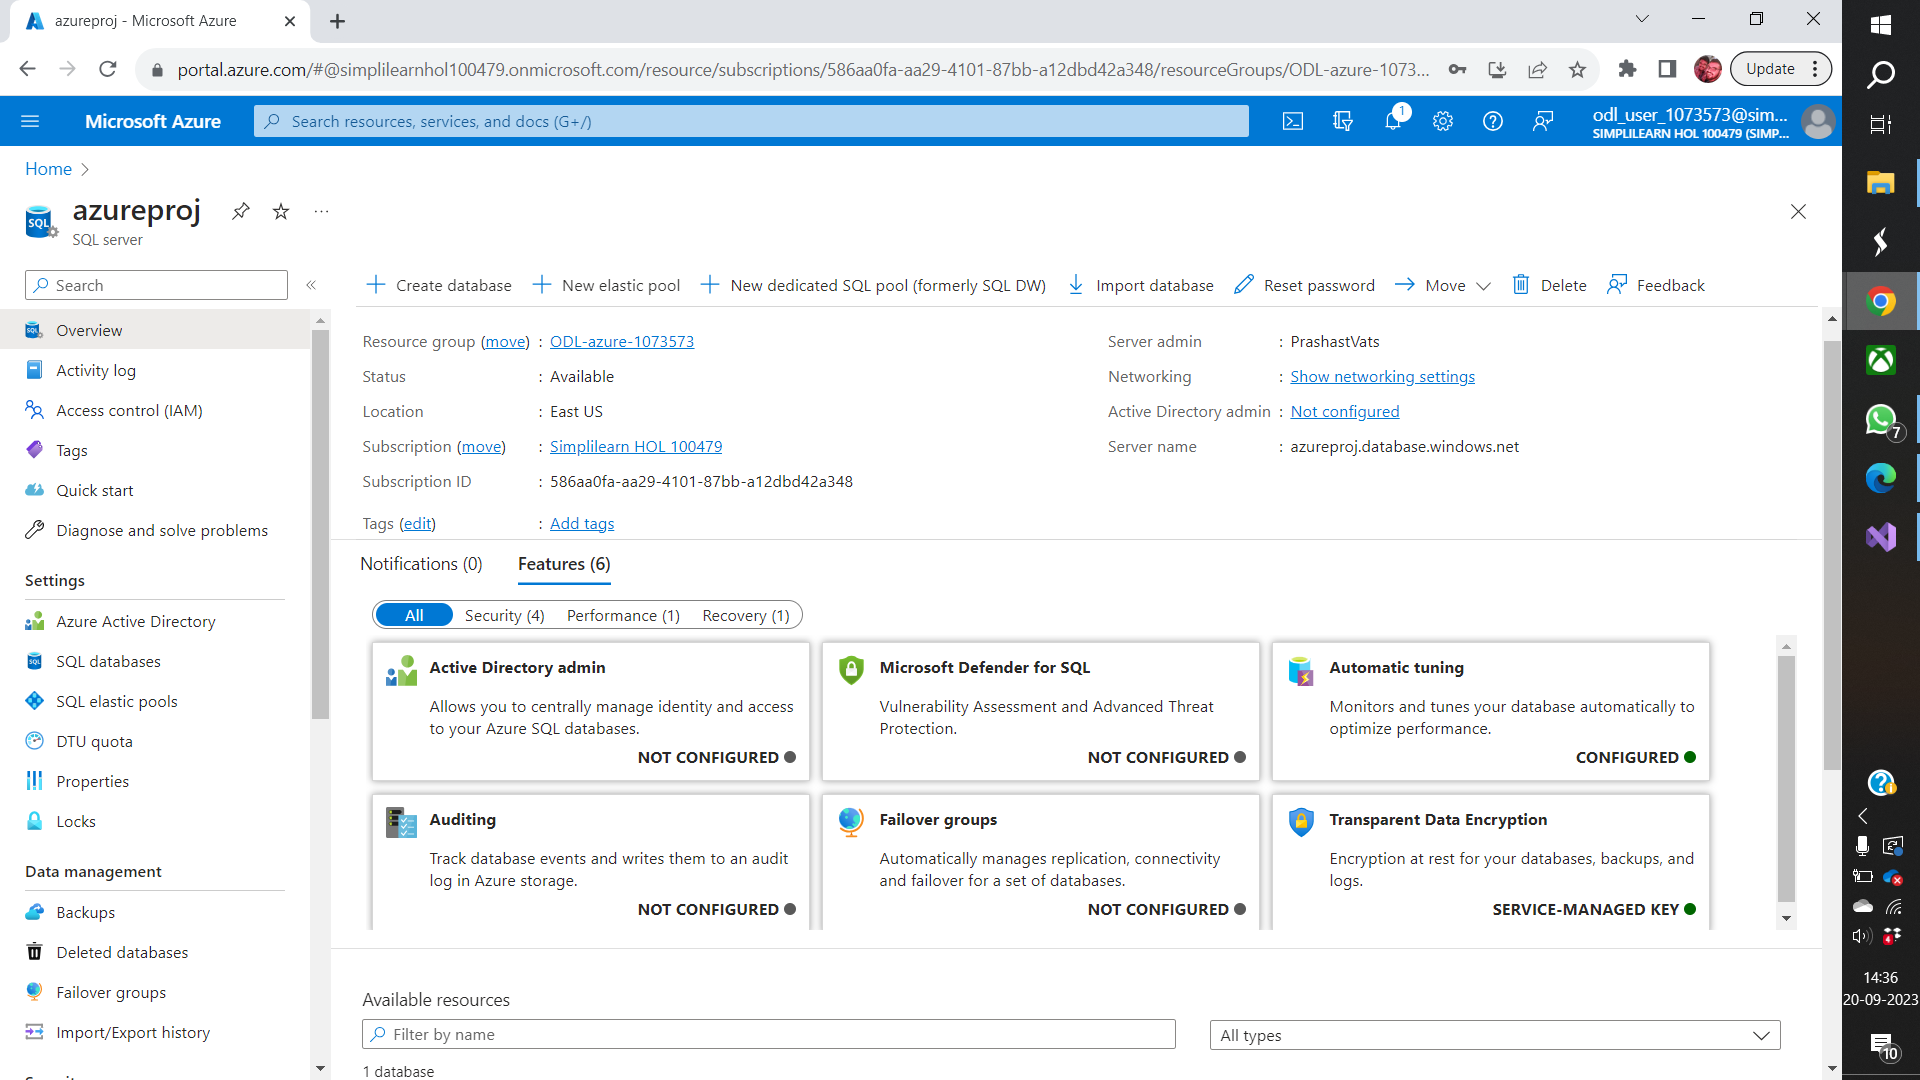 azureproj - Microsoft Azure
portal.azure.com/#@simplilearnhol100479.onmicrosoft.com/resource/subscriptions/586aa0fa-aa29-4101-87bb-a12dbd42a348/resourceGroups/ODL-azure-1073...
Update
Microsoft Azure
Search resources, services, and docs (G+/)
1
odl_user_1073573@sim...
SIMPLILEARN HOL 100479 (SIMP...
Home
azureproj
SQL server
Search
Overview
Activity log
Access control (IAM)
Tags
Quick start
Diagnose and solve problems
Settings
Azure Active Directory
SQL databases
SQL elastic pools
DTU quota
Properties
Locks
Data management
Backups
Deleted databases
Failover groups
Import/Export history
Create database
New elastic pool
New dedicated SQL pool (formerly SQL DW)
Import database
Reset password
Move
Delete
Feedback
Resource group (move) : ODL-azure-1073573
Status : Available
Location : East US
Subscription (move) : Simplilearn HOL 100479
Subscription ID : 586aa0fa-aa29-4101-87bb-a12dbd42a348
Tags (edit) : Add tags
Server admin : PrashastVats
Networking : Show networking settings
Active Directory admin : Not configured
Server name : azureproj.database.windows.net
Notifications (0)
Features (6)
All
Security (4)
Performance (1)
Recovery (1)
Active Directory admin
Allows you to centrally manage identity and access
to your Azure SQL databases.
NOT CONFIGURED
Microsoft Defender for SQL
Vulnerability Assessment and Advanced Threat
Protection.
NOT CONFIGURED
Automatic tuning
Monitors and tunes your database automatically to
optimize performance.
CONFIGURED
Auditing
Track database events and writes them to an audit
log in Azure storage.
NOT CONFIGURED
Failover groups
Automatically manages replication, connectivity
and failover for a set of databases.
NOT CONFIGURED
Transparent Data Encryption
Encryption at rest for your databases, backups, and
logs.
SERVICE-MANAGED KEY
Available resources
Filter by name
All types
1 database
SQL
7
4
14:36
20-09-2023
10